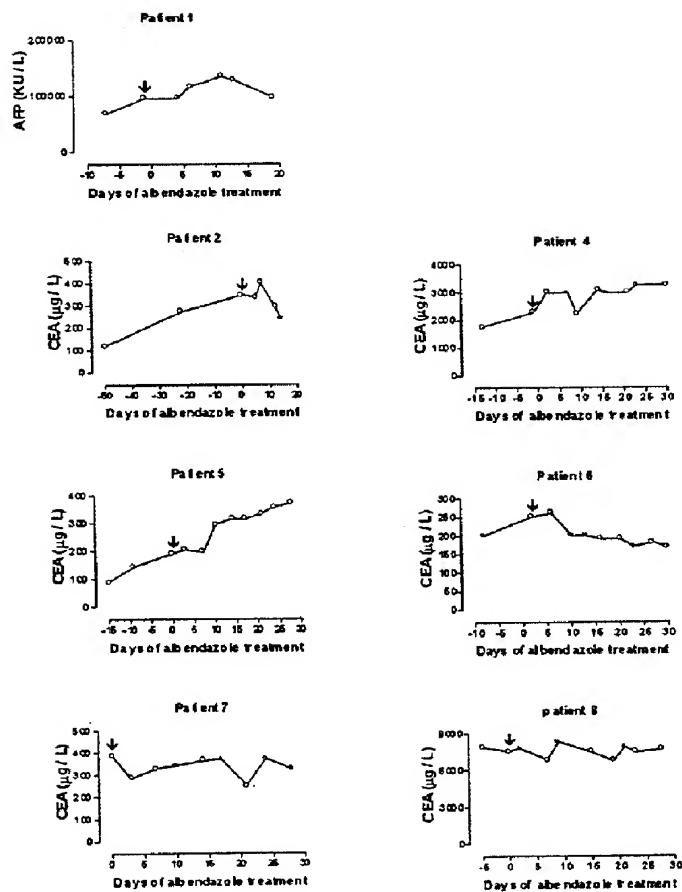 Patient 1
AFP (KU / L)
200000
100000
0
-10 -5 0 5 10 15 20
Days of albendazole treatment
Patient 2
CEA (µg / L)
500
400
300
200
100
0
-50 -40 -30 -20 -10 0 10 20
Days of albendazole treatment
Patient 4
CEA (µg / L)
4000
3000
2000
1000
0
-15 -10 -5 0 5 10 15 20 25 30
Days of albendazole treatment
Patient 5
CEA (µg / L)
400
300
200
100
0
-15 -10 -5 0 5 10 15 20 25 30
Days of albendazole treatment
Patient 6
CEA (µg / L)
300
250
200
150
100
50
0
-10 -5 0 5 10 15 20 25 30
Days of albendazole treatment
Patient 7
CEA (µg / L)
500
400
300
200
100
0
0 5 10 15 20 25 30
Days of albendazole treatment
patient 8
CEA (µg / L)
9000
6000
3000
0
-5 0 5 10 15 20 25 30
Days of albendazole treatment